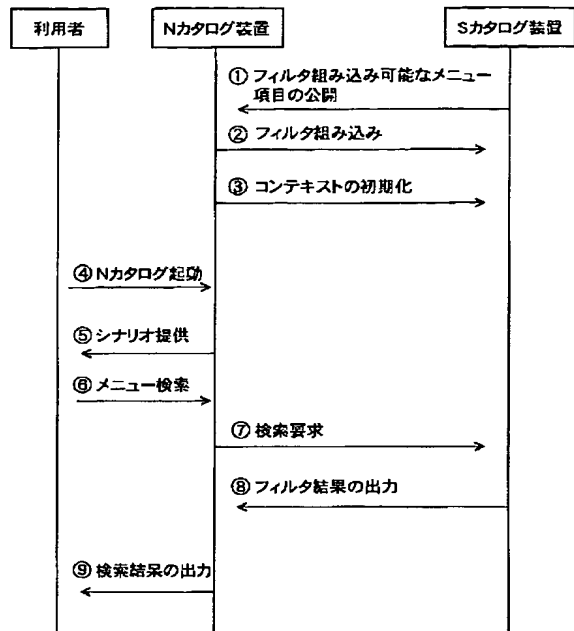 利用者
Nカタログ装置
Sカタログ装置
① フィルタ組み込み可能なメニュー
項目の公開
② フィルタ組み込み
③ コンテキストの初期化
④ Nカタログ起動
⑤ シナリオ提供
⑥ メニュー検索
⑦ 検索要求
⑧ フィルタ結果の出力
⑨ 検索結果の出力